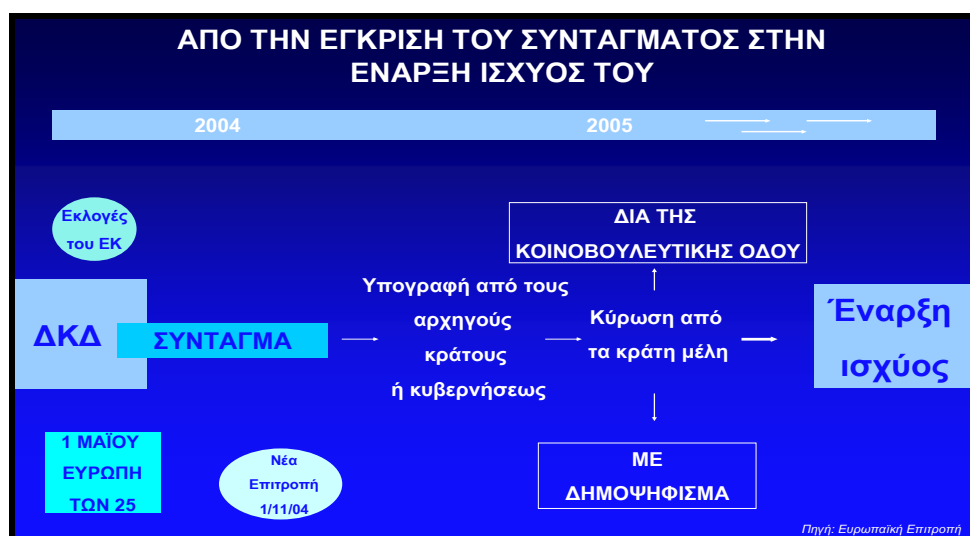 ΑΠΟ ΤΗΝ ΕΓΚΡΙΣΗ ΤΟΥ ΣΥΝΤΑΓΜΑΤΟΣ ΣΤΗΝ
ΕΝΑΡΞΗ ΙΣΧΥΟΣ ΤΟΥ
2004
2005
Εκλογές
του ΕΚ
ΔΙΑ ΤΗΣ
ΚΟΙΝΟΒΟΥΛΕΥΤΙΚΗΣ ΟΔΟΥ
ΔΚΔ
ΣΥΝΤΑΓΜΑ
Υπογραφή από τους
αρχηγούς
κράτους
ή κυβερνήσεως
Κύρωση από
τα κράτη μέλη
Έναρξη
ισχύος
1 ΜΑΪΟΥ
ΕΥΡΩΠΗ
ΤΩΝ 25
Νέα
Επιτροπή
1/11/04
ΜΕ
ΔΗΜΟΨΗΦΙΣΜΑ
Πηγή: Ευρωπαϊκή Επιτροπή